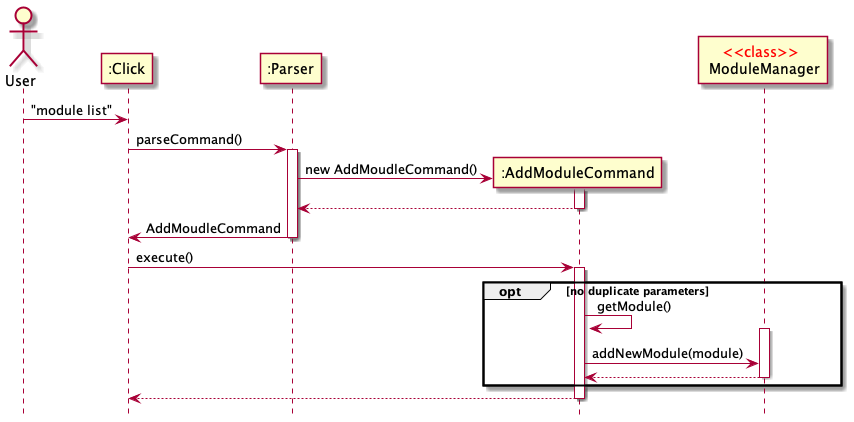 User
:Click
:Parser
<<class>>
ModuleManager
"module list"
parseCommand()
new AddMoudleCommand()
:AddModuleCommand
AddMoudleCommand
execute()
opt
[no duplicate parameters]
getModule()
addNewModule(module)